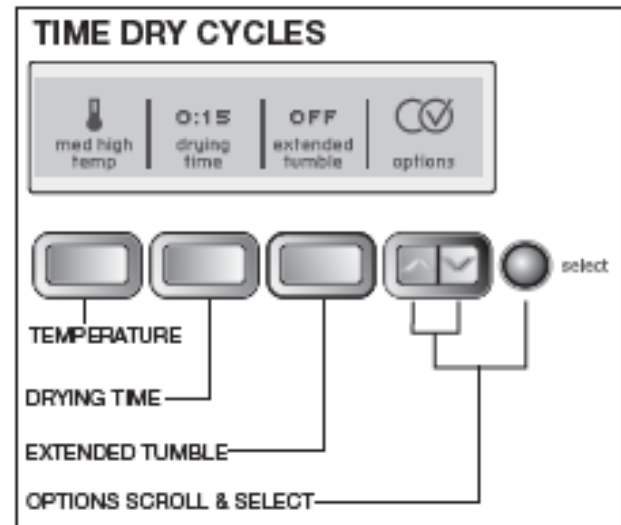 TIME DRY CYCLES
0:15 OFF
med high drying extended
temp time tumble options
select
TEMPERATURE
DRYING TIME
EXTENDED TUMBLE
OPTIONS SCROLL & SELECT